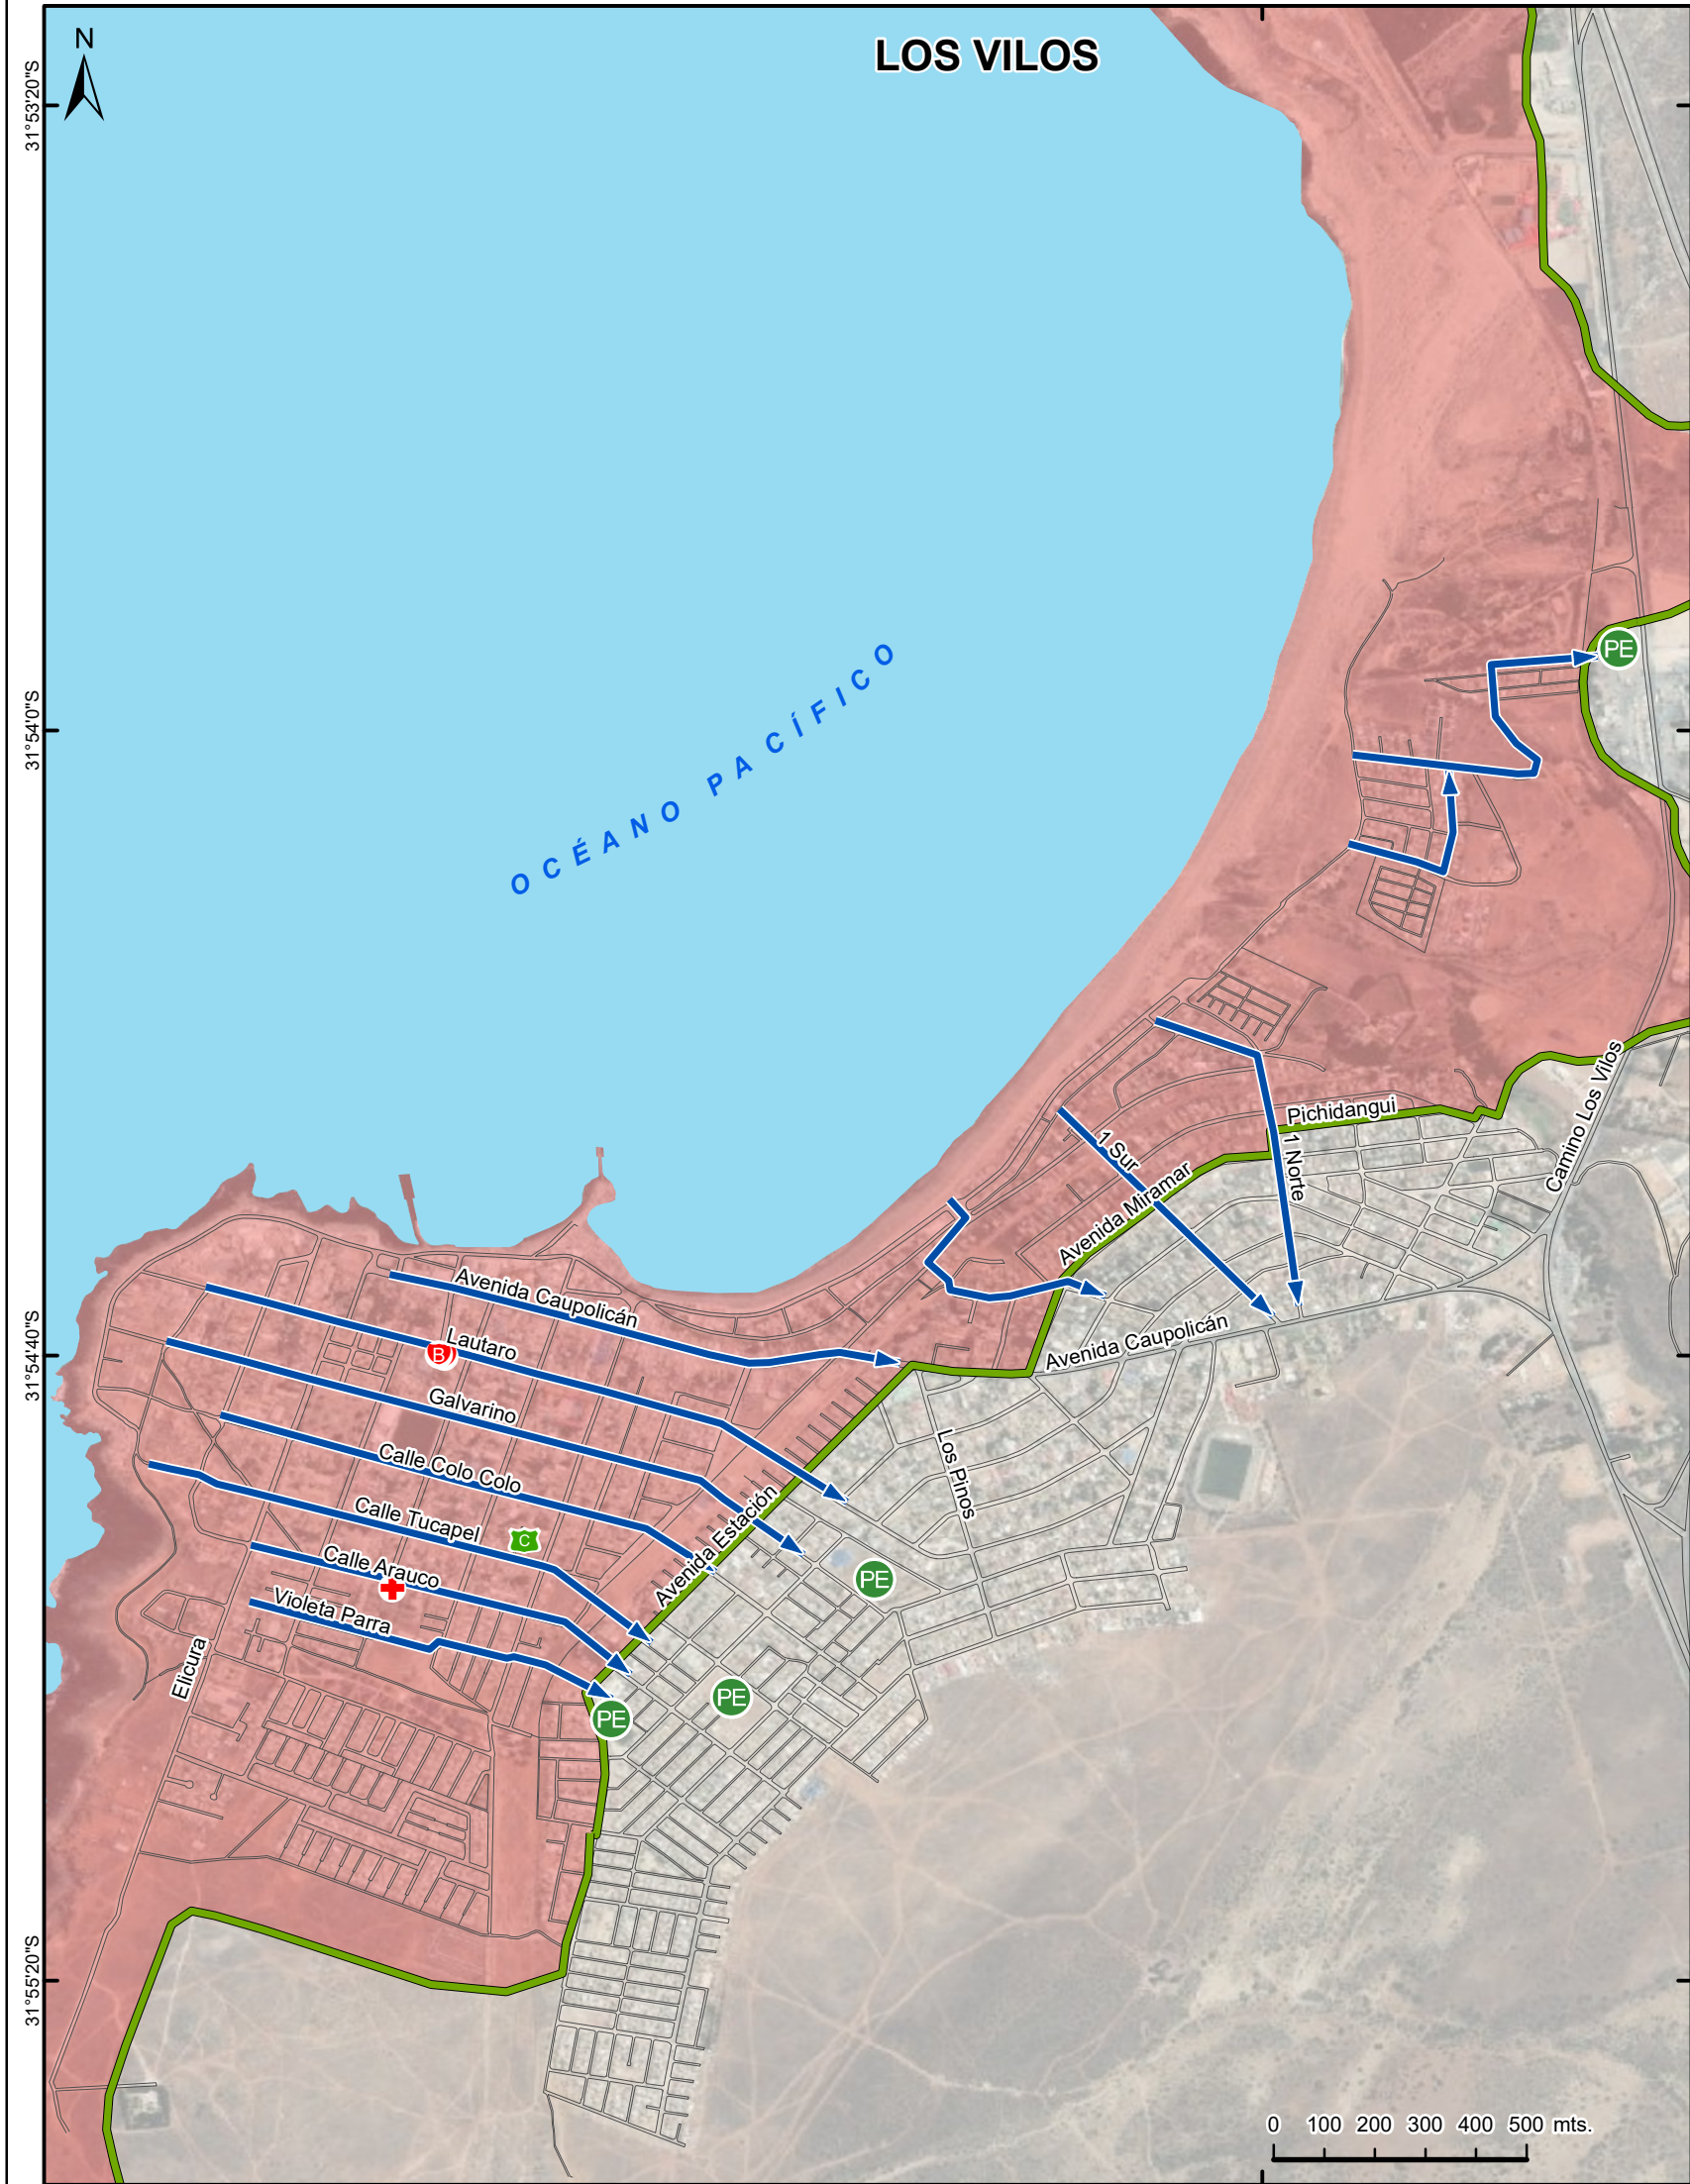 LOS VILOS
N
31°53'20"S
31°54'0"S
31°54'40"S
31°55'20"S
OCÉANO PACÍFICO
PE
Pichidangui
1 Norte
1 Sur
Avenida Miramar
Camino Los Vilos
Avenida Caupolicán
Avenida Caupolicán
Lautaro
B
Galvarino
Calle Colo Colo
Los Pinos
Calle Tucapel
C
Avenida Estación
Calle Arauco
PE
Violeta Parra
Elicura
PE
PE
0 100 200 300 400 500 mts.